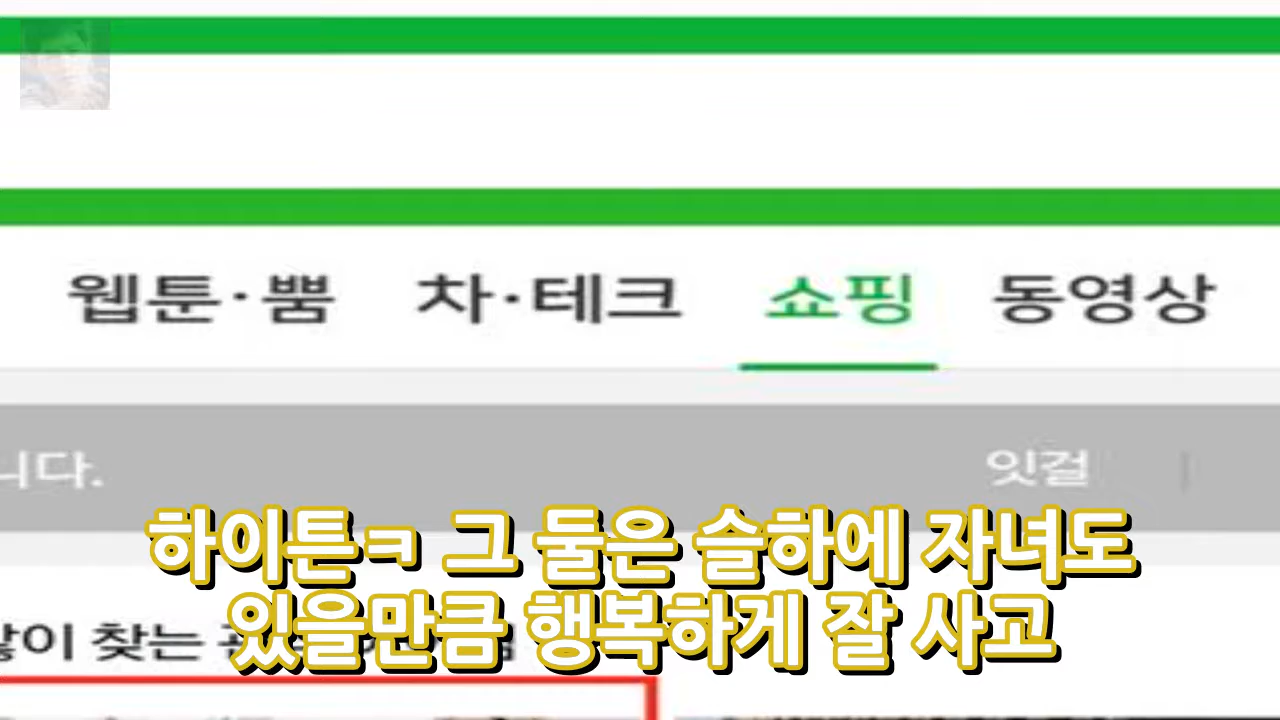 웹툰·뿜 차·테크 쇼핑 동영상
니다. 잇걸
하이튼ㅋ 그 둘은 슬하에 자녀도
찾는
있을만큼 행복하게 잘 사고